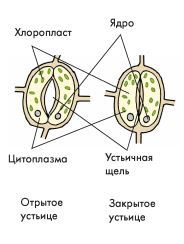 Ядро
Хлоропласт
Цитоплазма
Устьичная
щель
Отрытое
устьице
Закрытое
устьице